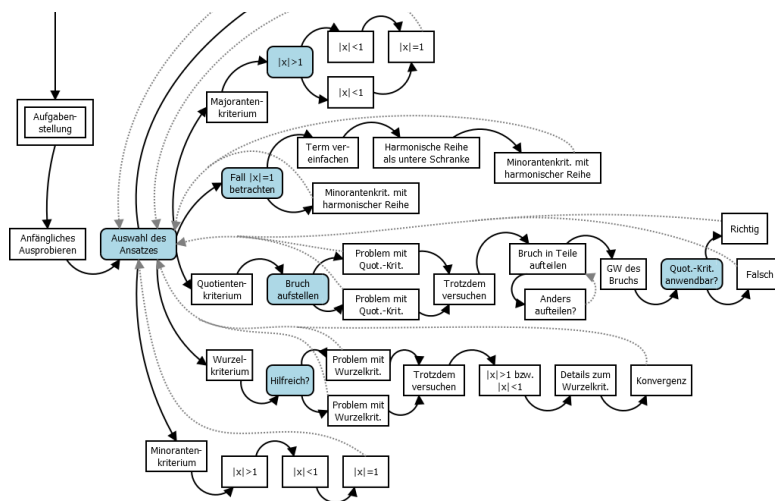 |x|<1
|x|=1
|x|>1
|x|<1
Majoranten-
kriterium
Aufgaben-
stellung
Term ver-
einfachen
Harmonische Reihe
als untere Schranke
Minorantenkrit. mit
harmonischer Reihe
Fall |x|=1
betrachten
Minorantenkrit. mit
harmonischer Reihe
Anfängliches
Ausprobieren
Auswahl des
Ansatzes
Richtig
Problem mit
Quot.-Krit.
Bruch in Teile
aufteilen
Quotienten-
kriterium
Bruch
aufstellen
Trotzdem
versuchen
GW des
Bruchs
Quot.-Krit.
anwendbar?
Falsch
Problem mit
Quot.-Krit.
Anders
aufteilen?
Wurzel-
kriterium
Hilfreich?
Problem mit
Wurzelkrit.
Trotzdem
versuchen
|x|>1 bzw.
|x|<1
Details zum
Wurzelkrit.
Konvergenz
Problem mit
Wurzelkrit.
Minoranten-
kriterium
|x|>1
|x|<1
|x|=1